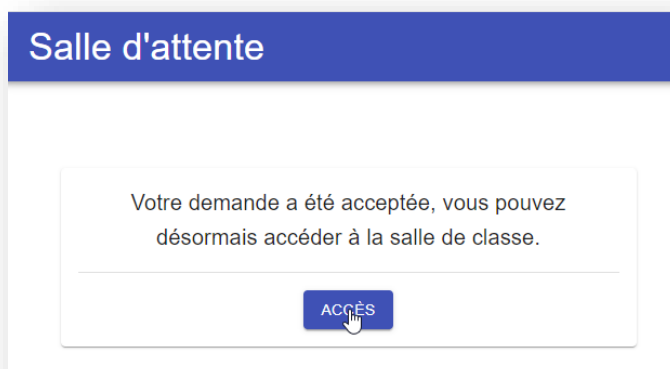 Salle d'attente
Votre demande a été acceptée, vous pouvez
désormais accéder à la salle de classe.
ACCÈS